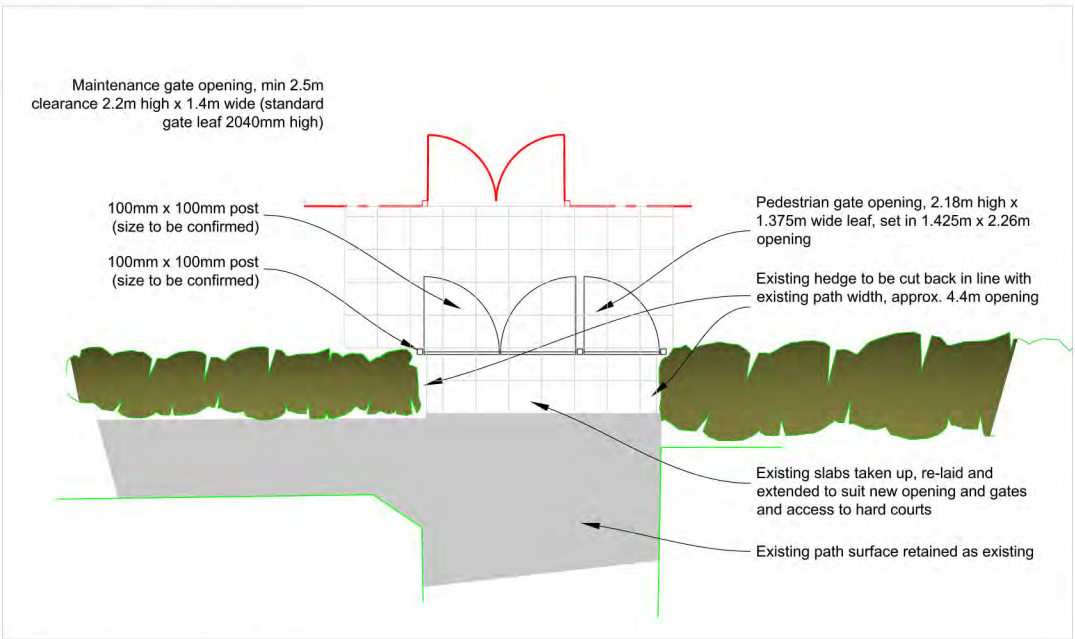 Maintenance gate opening, min 2.5m
clearance 2.2m high x 1.4m wide (standard
gate leaf 2040mm high)
100mm x 100mm post
(size to be confirmed)
100mm x 100mm post
(size to be confirmed)
Pedestrian gate opening, 2.18m high x
1.375m wide leaf, set in 1.425m x 2.26m
opening
Existing hedge to be cut back in line with
existing path width, approx. 4.4m opening
Existing slabs taken up, re-laid and
extended to suit new opening and gates
and access to hard courts
Existing path surface retained as existing